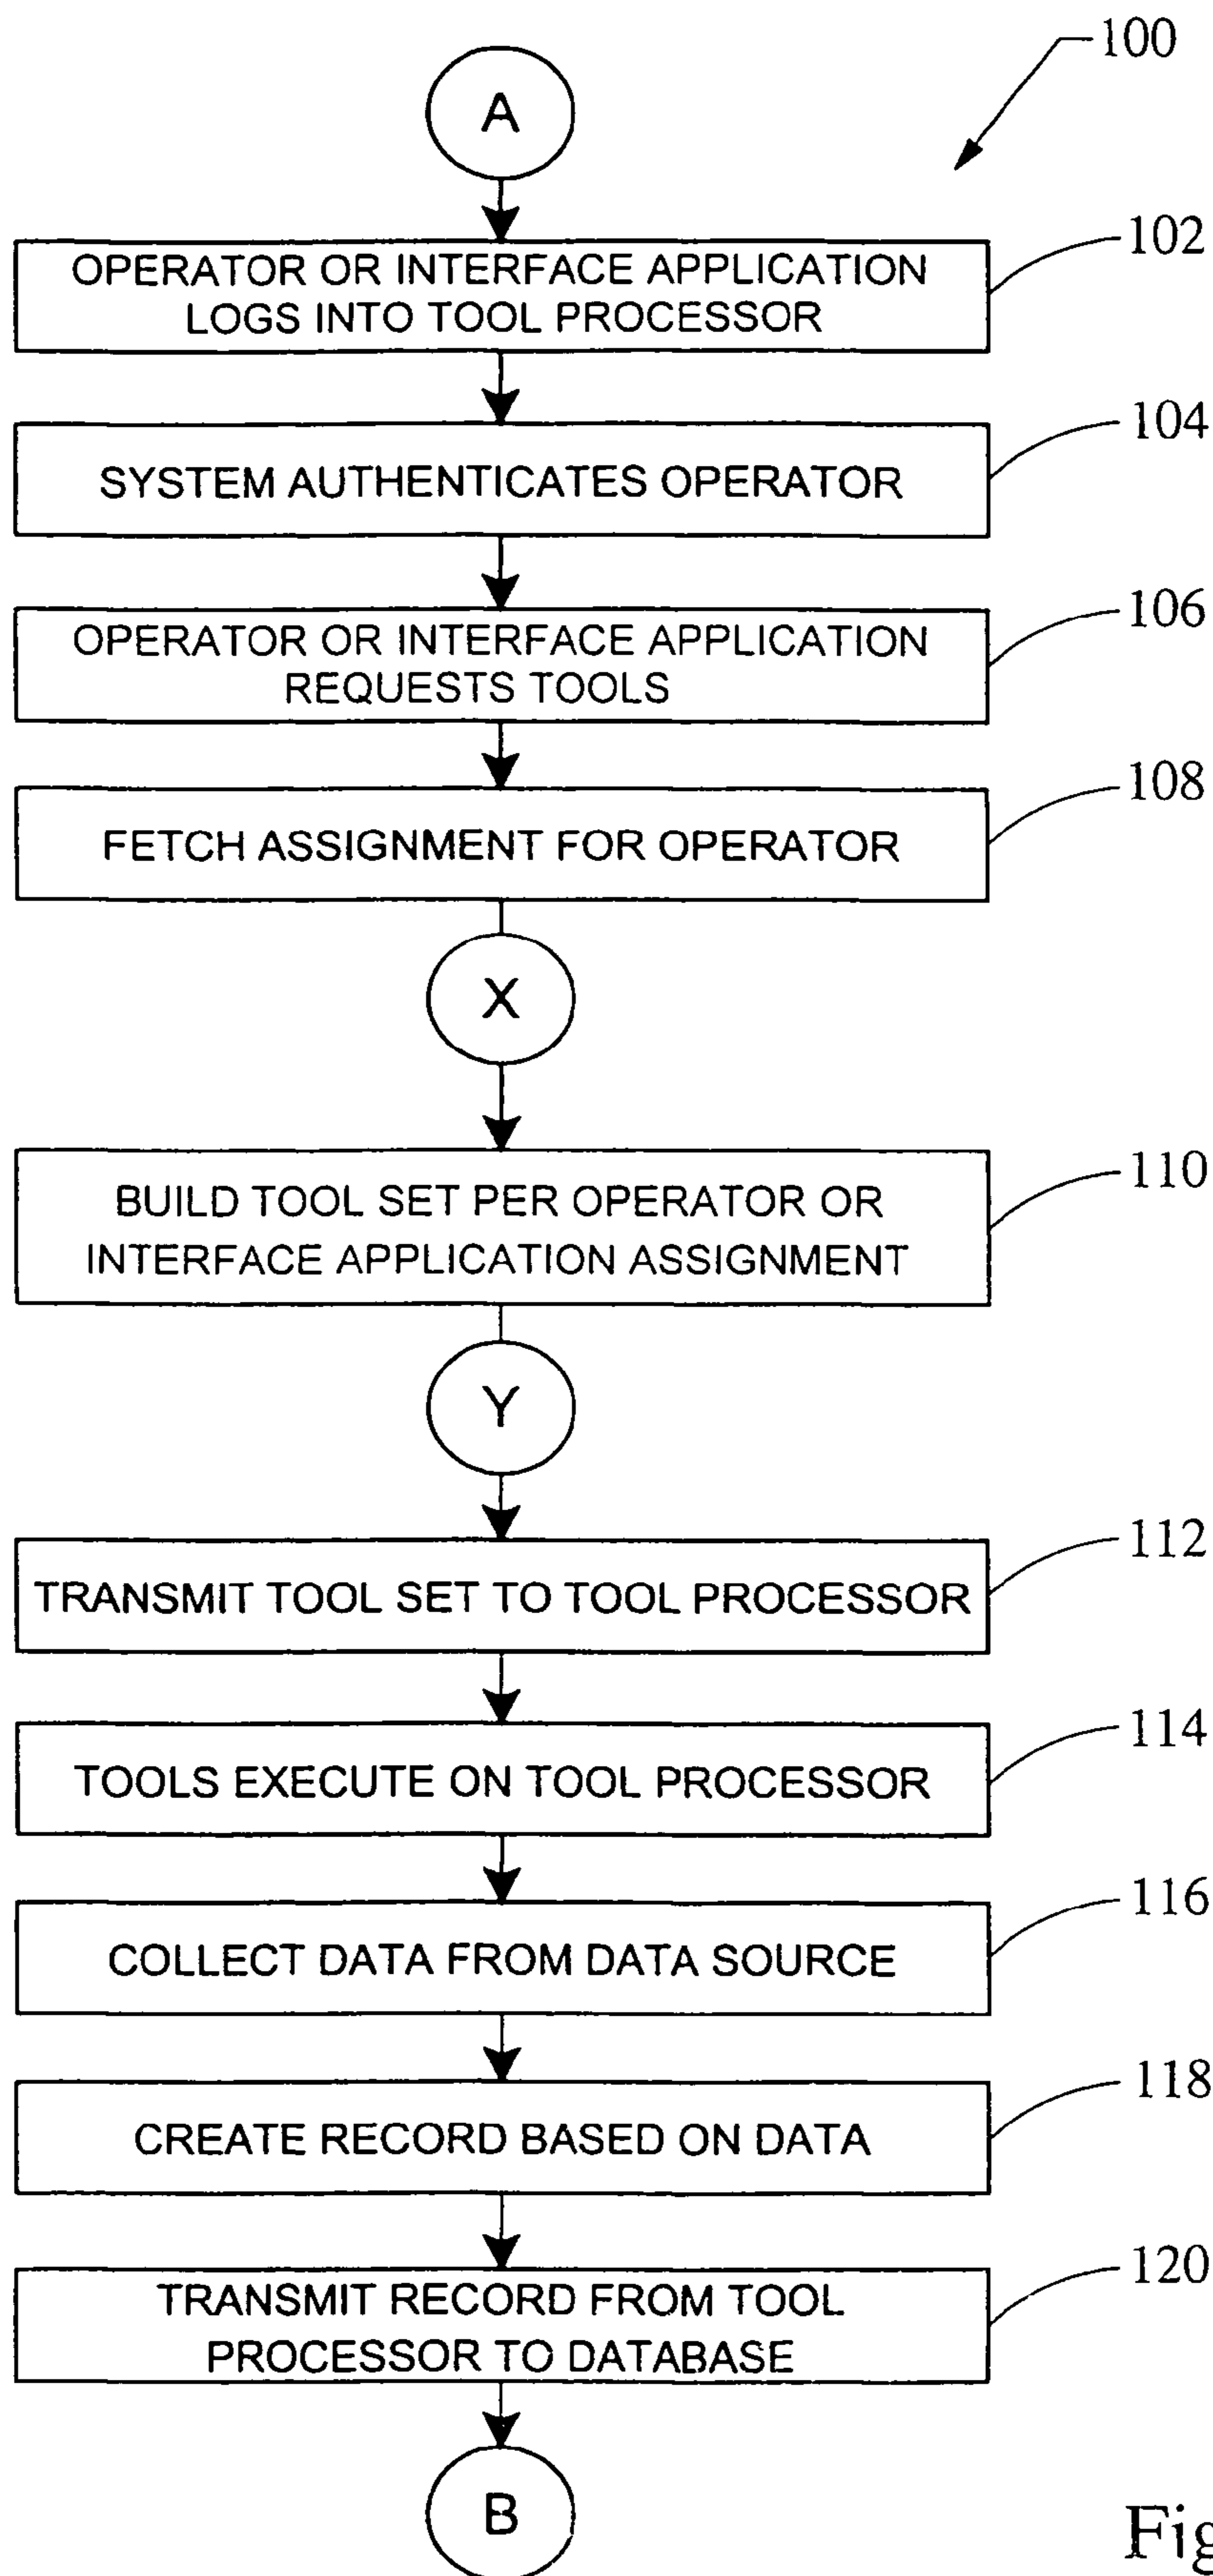 100
A
OPERATOR OR INTERFACE APPLICATION
LOGS INTO TOOL PROCESSOR
102
SYSTEM AUTHENTICATES OPERATOR
104
OPERATOR OR INTERFACE APPLICATION
REQUESTS TOOLS
106
FETCH ASSIGNMENT FOR OPERATOR
108
X
BUILD TOOL SET PER OPERATOR OR
INTERFACE APPLICATION ASSIGNMENT
110
Y
TRANSMIT TOOL SET TO TOOL PROCESSOR
112
TOOLS EXECUTE ON TOOL PROCESSOR
114
COLLECT DATA FROM DATA SOURCE
116
CREATE RECORD BASED ON DATA
118
TRANSMIT RECORD FROM TOOL
PROCESSOR TO DATABASE
120
B
Fig